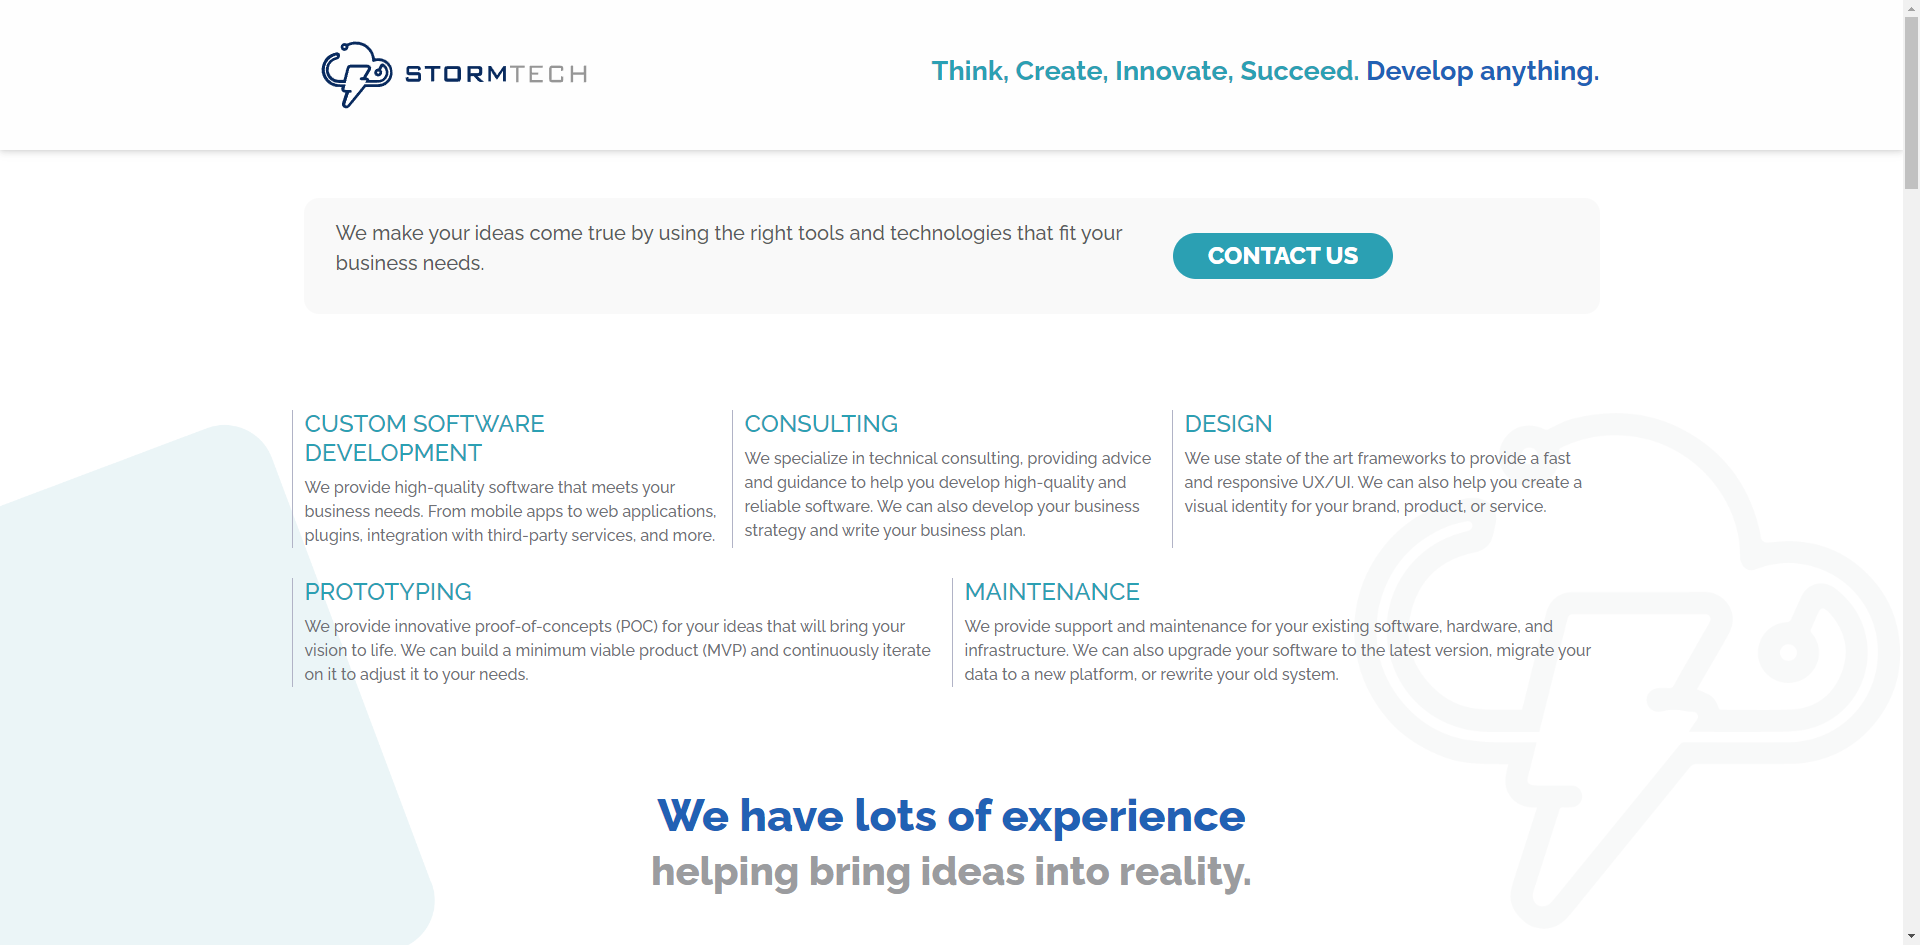 STORMTECH
Think, Create, Innovate, Succeed. Develop anything.
We make your ideas come true by using the right tools and technologies that fit your
business needs.
CONTACT US
CUSTOM SOFTWARE
DEVELOPMENT
We provide high-quality software that meets your
business needs. From mobile apps to web applications,
plugins, integration with third-party services, and more.
CONSULTING
We specialize in technical consulting, providing advice
and guidance to help you develop high-quality and
reliable software. We can also develop your business
strategy and write your business plan.
DESIGN
We use state of the art frameworks to provide a fast
and responsive UX/UI. We can also help you create a
visual identity for your brand, product, or service.
PROTOTYPING
We provide innovative proof-of-concepts (POC) for your ideas that will bring your
vision to life. We can build a minimum viable product (MVP) and continuously iterate
on it to adjust it to your needs.
MAINTENANCE
We provide support and maintenance for your existing software, hardware, and
infrastructure. We can also upgrade your software to the latest version, migrate your
data to a new platform, or rewrite your old system.
We have lots of experience
helping bring ideas into reality.